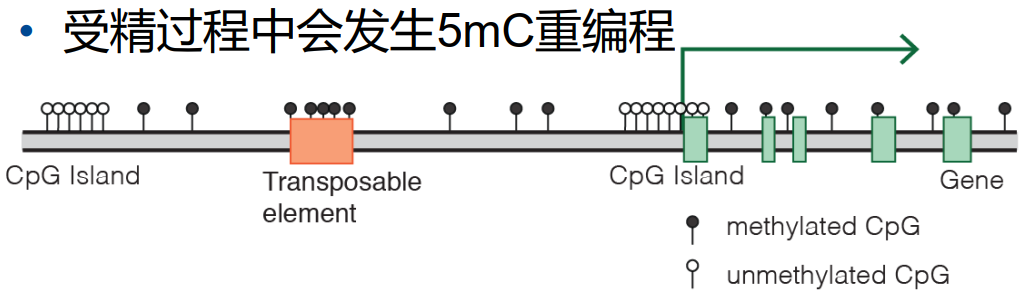 • 受精过程中会发生5mC重编程
CpG Island
Transposable
element
CpG Island
Gene
methylated CpG
unmethylated CpG